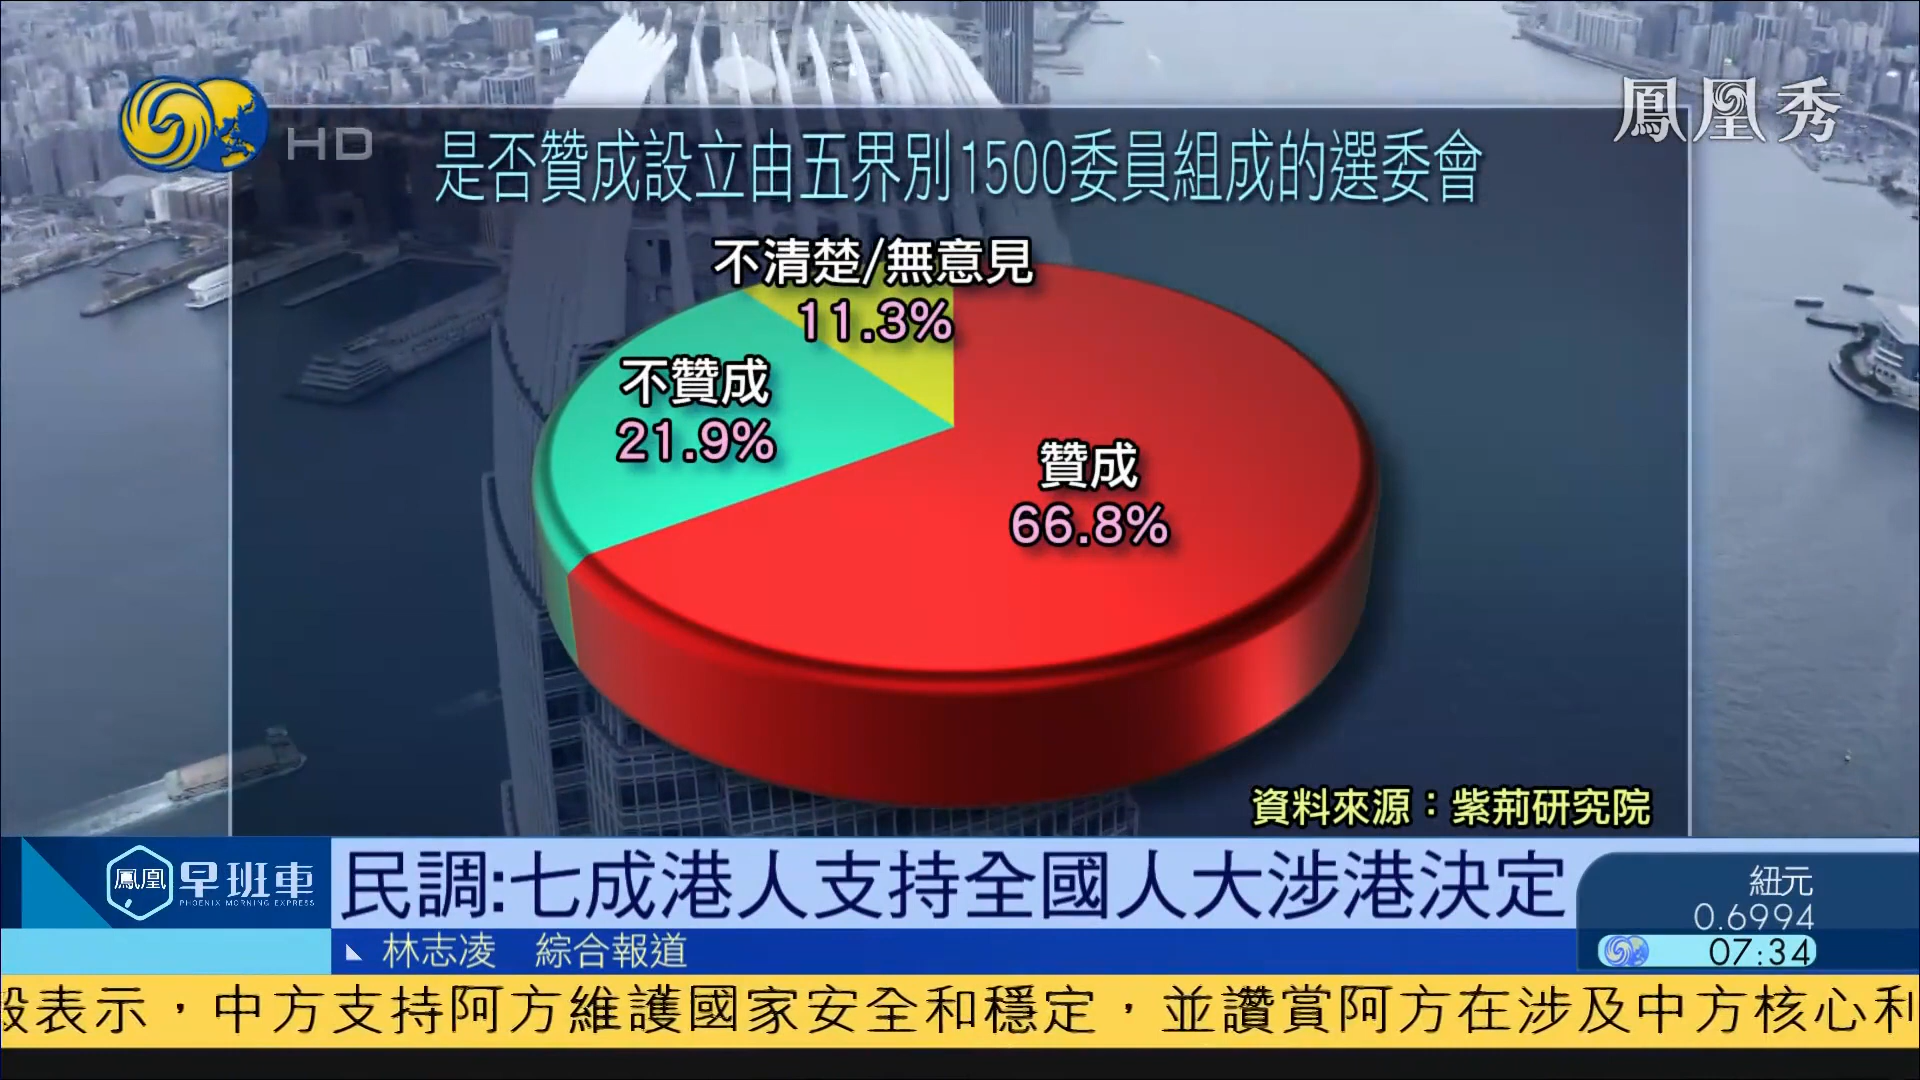 HD
鳳凰秀
是否贊成設立由五界別1500委員組成的選委會
不清楚/無意見
11.3%
不贊成
21.9%
贊成
66.8%
資料來源：紫荊研究院
鳳凰 早班車
PHOENIX MORNING EXPRESS
民調:七成港人支持全國人大涉港決定
林志凌 綜合報道
紐元
0.6994
07:34
表示，中方支持阿方維護國家安全和穩定，並讚賞阿方在涉及中方核心利